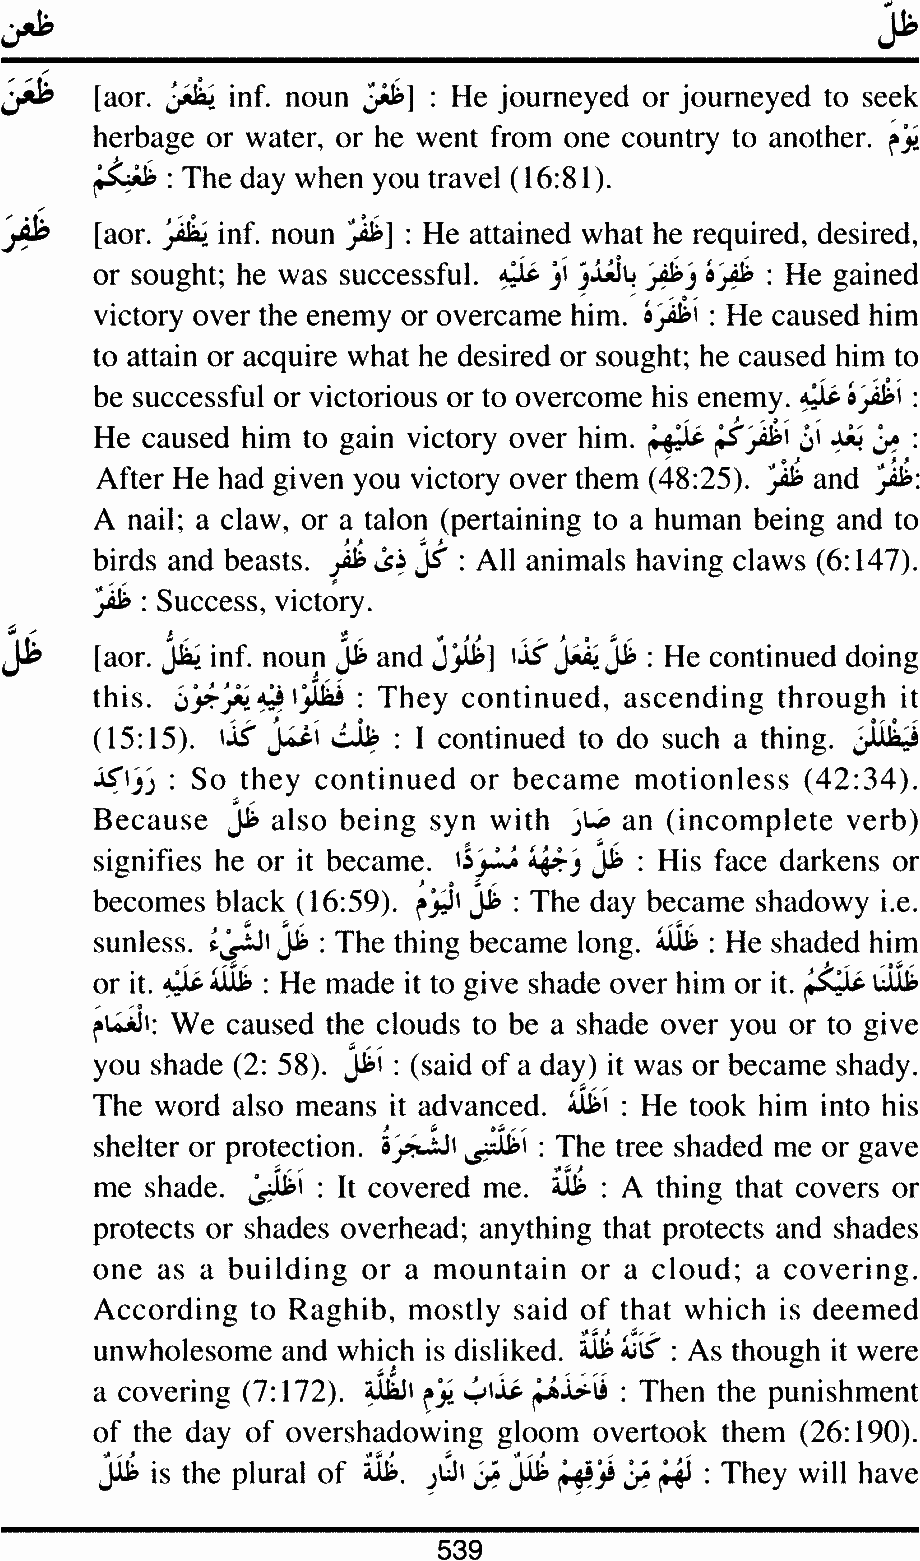 ظعن ظلّ
ظَعَنَ [aor. يَظْعَنُ inf. noun ظَعْنٌ] : He journeyed or journeyed to seek
herbage or water, or he went from one country to another. يَوْمَ
ظَعْنِكُمْ : The day when you travel (16:81).
ظَفِرَ [aor. يَظْفَرُ inf. noun ظَفْرٌ] : He attained what he required, desired,
or sought; he was successful. ظَفِرَهٗ وَظَفِرَ بِالْعَدُوِّ اَوْ عَلَيْهِ : He gained
victory over the enemy or overcame him. اَظْفَرَهٗ : He caused him
to attain or acquire what he desired or sought; he caused him to
be successful or victorious or to overcome his enemy. اَظْفَرَهٗ عَلَيْهِ :
He caused him to gain victory over him. مِنْ بَعْدِ اَنْ اَظْفَرَكُمْ عَلَيْهِمْ :
After He had given you victory over them (48:25). ظُفْرٌ and ظُفُرٌ:
A nail; a claw, or a talon (pertaining to a human being and to
birds and beasts. كُلَّ ذِىْ ظُفُرٍ : All animals having claws (6:147).
ظَفَرٌ : Success, victory.
ظَلَّ [aor. يَظَلُّ inf. noun ظَلٌّ and ظُلُوْلٌ] ظَلَّ يَفْعَلُ كَذَا : He continued doing
this. فَظَلُّوْا فِيْهِ يَعْرُجُوْنَ : They continued, ascending through it
(15:15). ظِلْتُ اَعْمَلُ كَذَا : I continued to do such a thing. فَيَظْلَلْنَ
رَوَاكِدَ : So they continued or became motionless (42:34).
Because ظَلَّ also being syn with صَارَ an (incomplete verb)
signifies he or it became. ظَلَّ وَجْهُهٗ مُسْوَدًّا : His face darkens or
becomes black (16:59). ظَلَّ الْيَوْمُ : The day became shadowy i.e.
sunless. ظَلَّ الشَّيْءُ : The thing became long. ظَلَّلَهٗ : He shaded him
or it. ظَلَّلَهٗ عَلَيْهِ : He made it to give shade over him or it. ظَلَّلْنَا عَلَيْكُمُ
الْغَمَامَ: We caused the clouds to be a shade over you or to give
you shade (2: 58). اَظَلَّ : (said of a day) it was or became shady.
The word also means it advanced. اَظَلَّهٗ : He took him into his
shelter or protection. اَظَلَّتْنِى الشَّجَرَةُ : The tree shaded me or gave
me shade. اَظَلَّنِىْ : It covered me. ظُلَّةٌ : A thing that covers or
protects or shades overhead; anything that protects and shades
one as a building or a mountain or a cloud; a covering.
According to Raghib, mostly said of that which is deemed
unwholesome and which is disliked. كَاَنَّهٗ ظُلَّةٌ : As though it were
a covering (7:172). فَاَخَذَهُمْ عَذَابُ يَوْمِ الظُّلَّةِ : Then the punishment
of the day of overshadowing gloom overtook them (26:190).
ظُلَلٌ is the plural of ظُلَّةٌ. لَهُمْ مِّنْ فَوْقِهِمْ ظُلَلٌ مِّنَ النَّارِ : They will have
539